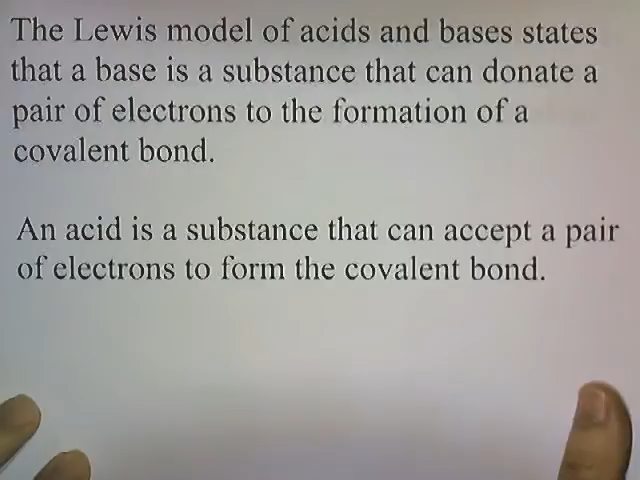 The Lewis model of acids and bases states
that a base is a substance that can donate a
pair of electrons to the formation of a
covalent bond.
An acid is a substance that can accept a pair
of electrons to form the covalent bond.